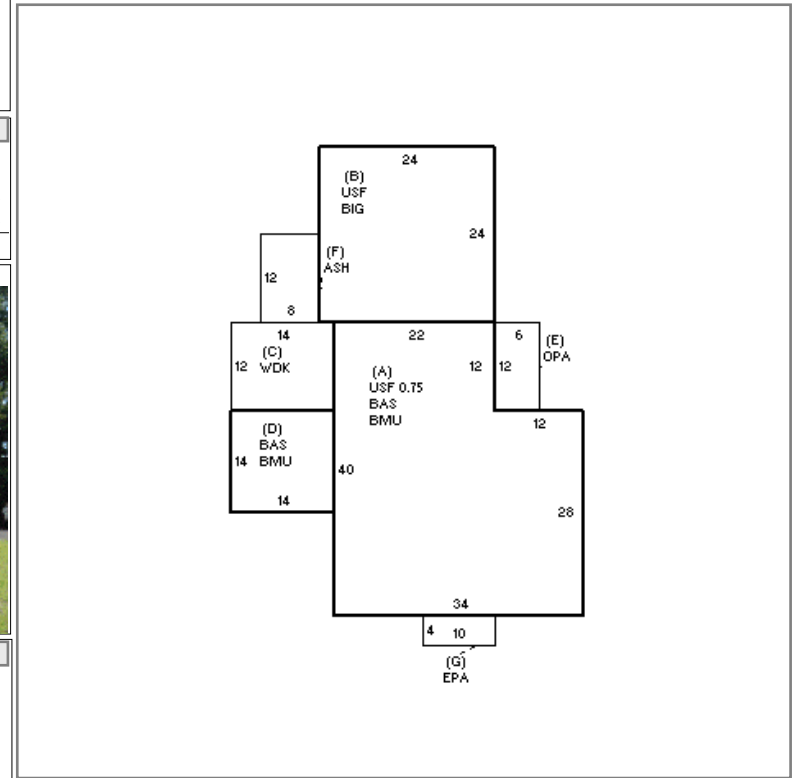 24
(B)
USF
BIG
24
(F)
ASH
12
8
14
22
6
(E)
OPA
(C)
WDK
12
(A)
USF 0.75
BAS
BMU
12
12
12
(D)
BAS
BMU
14
40
14
28
34
4
10
(G)
EPA